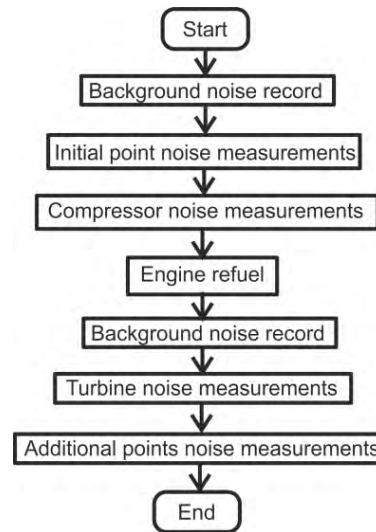 Start
Background noise record
Initial point noise measurements
Compressor noise measurements
Engine refuel
Background noise record
Turbine noise measurements
Additional points noise measurements
End